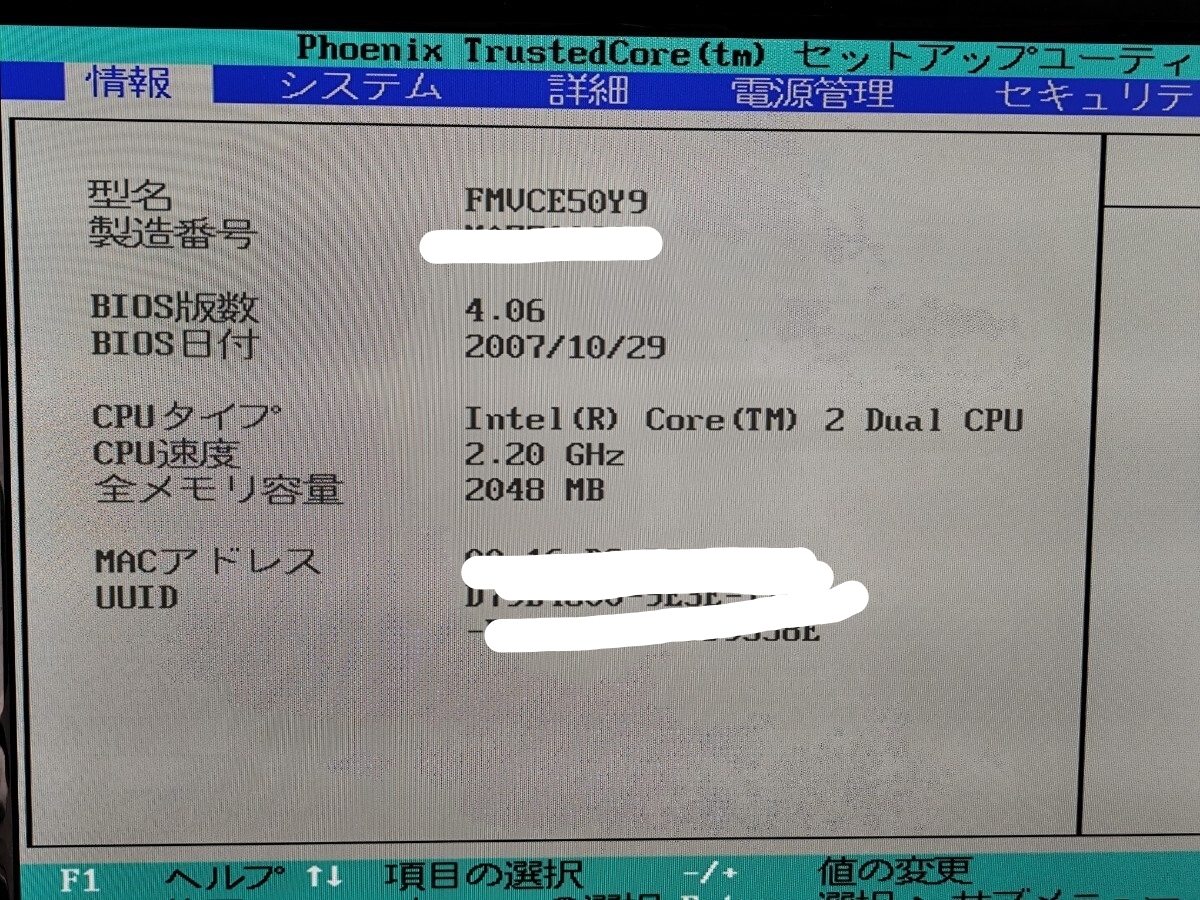 Phoenix TrustedCore(tm) セットアップユーティ
情報 システム 詳細 電源管理 セキュリテ
型名 FMVCE50Y9
製造番号
BIOS版数 4.06
BIOS日付 2007/10/29
CPUタイプ Intel(R) Core(TM) 2 Dual CPU
CPU速度 2.20 GHz
全メモリ容量 2048 MB
MACアドレス
UUID
F1 ヘルプ ↑↓ 項目の選択 -/+ 値の変更